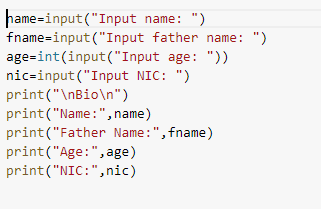 name=input("Input name: ")
fname=input("Input father name: ")
age=int(input("Input age: "))
nic=input("Input NIC: ")
print("\nBio\n")
print("Name:",name)
print("Father Name:",fname)
print("Age:",age)
print("NIC:",nic)